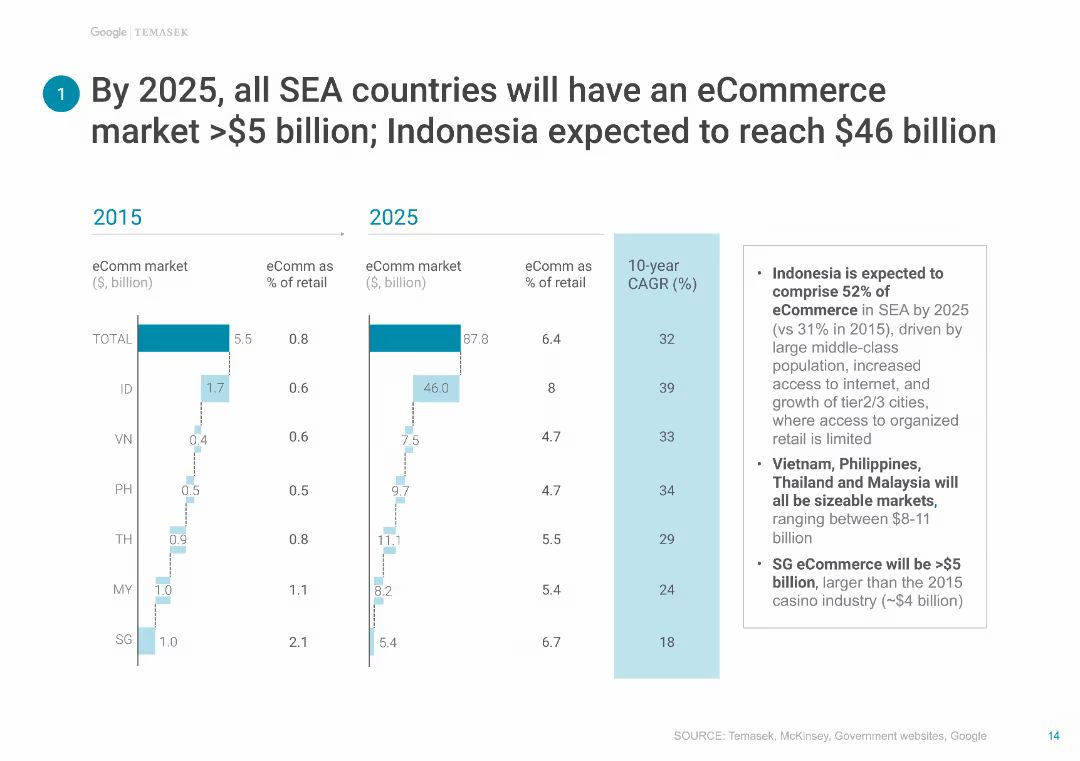 Google | TEMASEK
1
By 2025, all SEA countries will have an eCommerce
market >$5 billion; Indonesia expected to reach $46 billion
2015
2025
eComm market
($, billion)
eComm as
% of retail
eComm market
($, billion)
eComm as
% of retail
10-year
CAGR (%)
TOTAL 5.5 0.8 87.8 6.4 32
ID 1.7 0.6 46.0 8 39
VN 0.4 0.6 7.5 4.7 33
PH 0.5 0.5 9.7 4.7 34
TH 0.9 0.8 11.1 5.5 29
MY 1.0 1.1 8.2 5.4 24
SG 1.0 2.1 5.4 6.7 18
• Indonesia is expected to
comprise 52% of
eCommerce in SEA by 2025
(vs 31% in 2015), driven by
large middle-class
population, increased
access to internet, and
growth of tier2/3 cities,
where access to organized
retail is limited
• Vietnam, Philippines,
Thailand and Malaysia will
all be sizeable markets,
ranging between $8-11
billion
• SG eCommerce will be >$5
billion, larger than the 2015
casino industry (~$4 billion)
SOURCE: Temasek, McKinsey, Government websites, Google
14